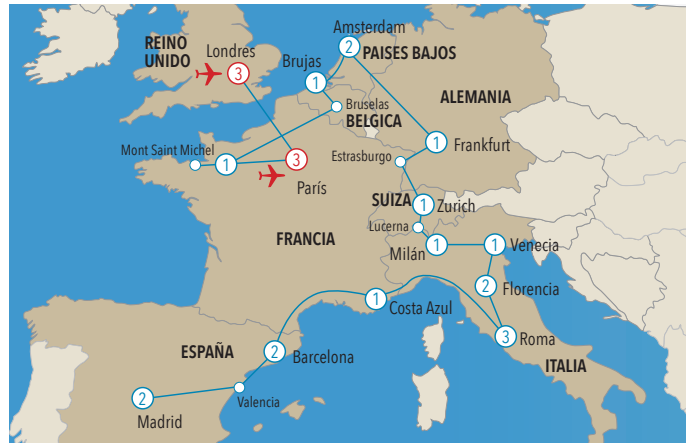 Amsterdam
REINO
UNIDO
Londres
2
PAISES BAJOS
3
Brujas
1
ALEMANIA
Bruselas
BELGICA
1
Frankfurt
Mont Saint Michel
1
3
Estrasburgo
París
SUIZA
1
Zurich
Lucerna
FRANCIA
Milán
1
1
Venecia
2
Florencia
1
Costa Azul
3
Roma
ESPAÑA
2
Barcelona
ITALIA
2
Valencia
Madrid